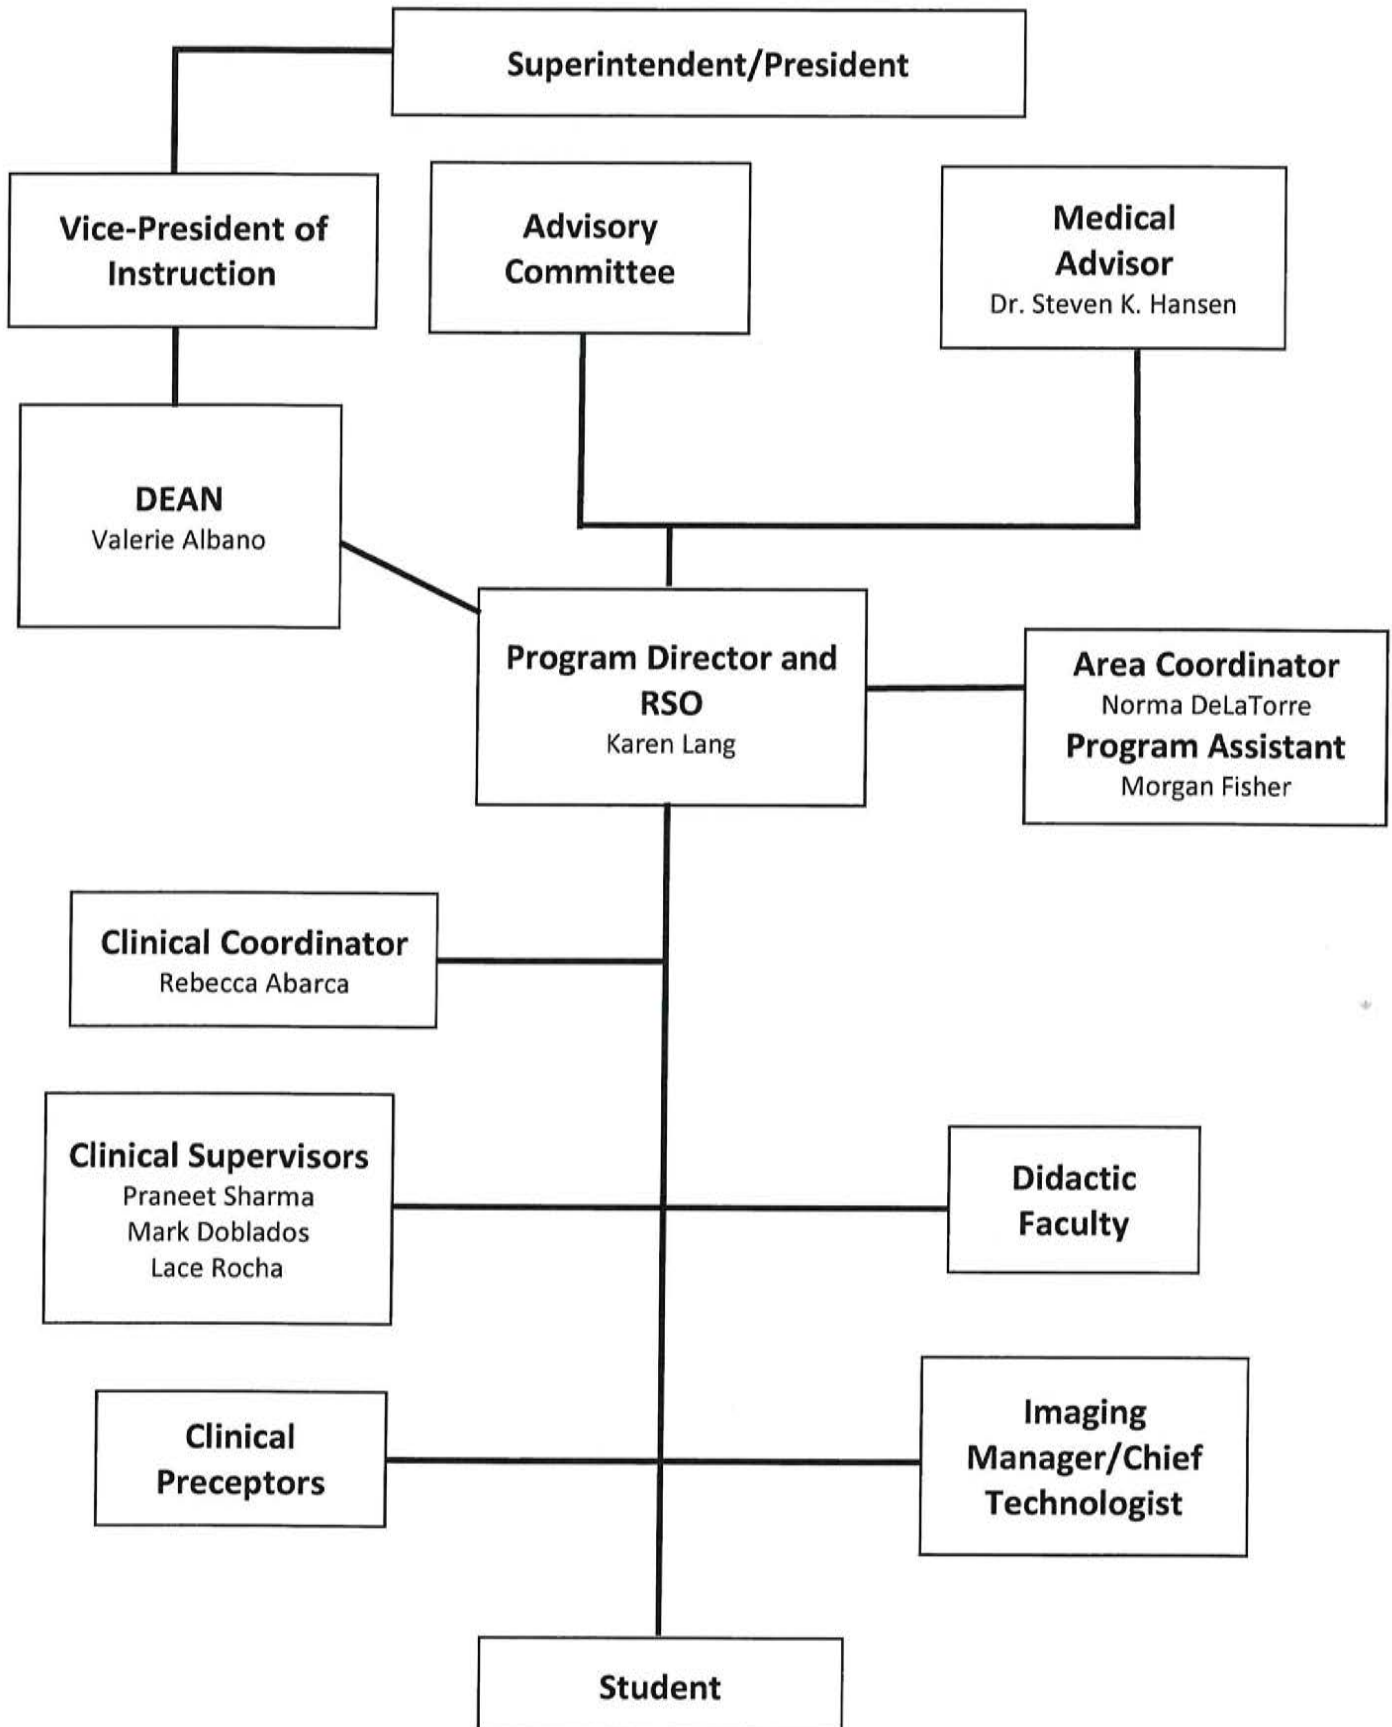 Superintendent/President
Vice-President of
Instruction
Advisory
Committee
Medical
Advisor
Dr. Steven K. Hansen
DEAN
Valerie Albano
Program Director and
RSO
Karen Lang
Area Coordinator
Norma DeLaTorre
Program Assistant
Morgan Fisher
Clinical Coordinator
Rebecca Abarca
Clinical Supervisors
Praneet Sharma
Mark Doblados
Lace Rocha
Didactic
Faculty
Clinical
Preceptors
Imaging
Manager/Chief
Technologist
Student